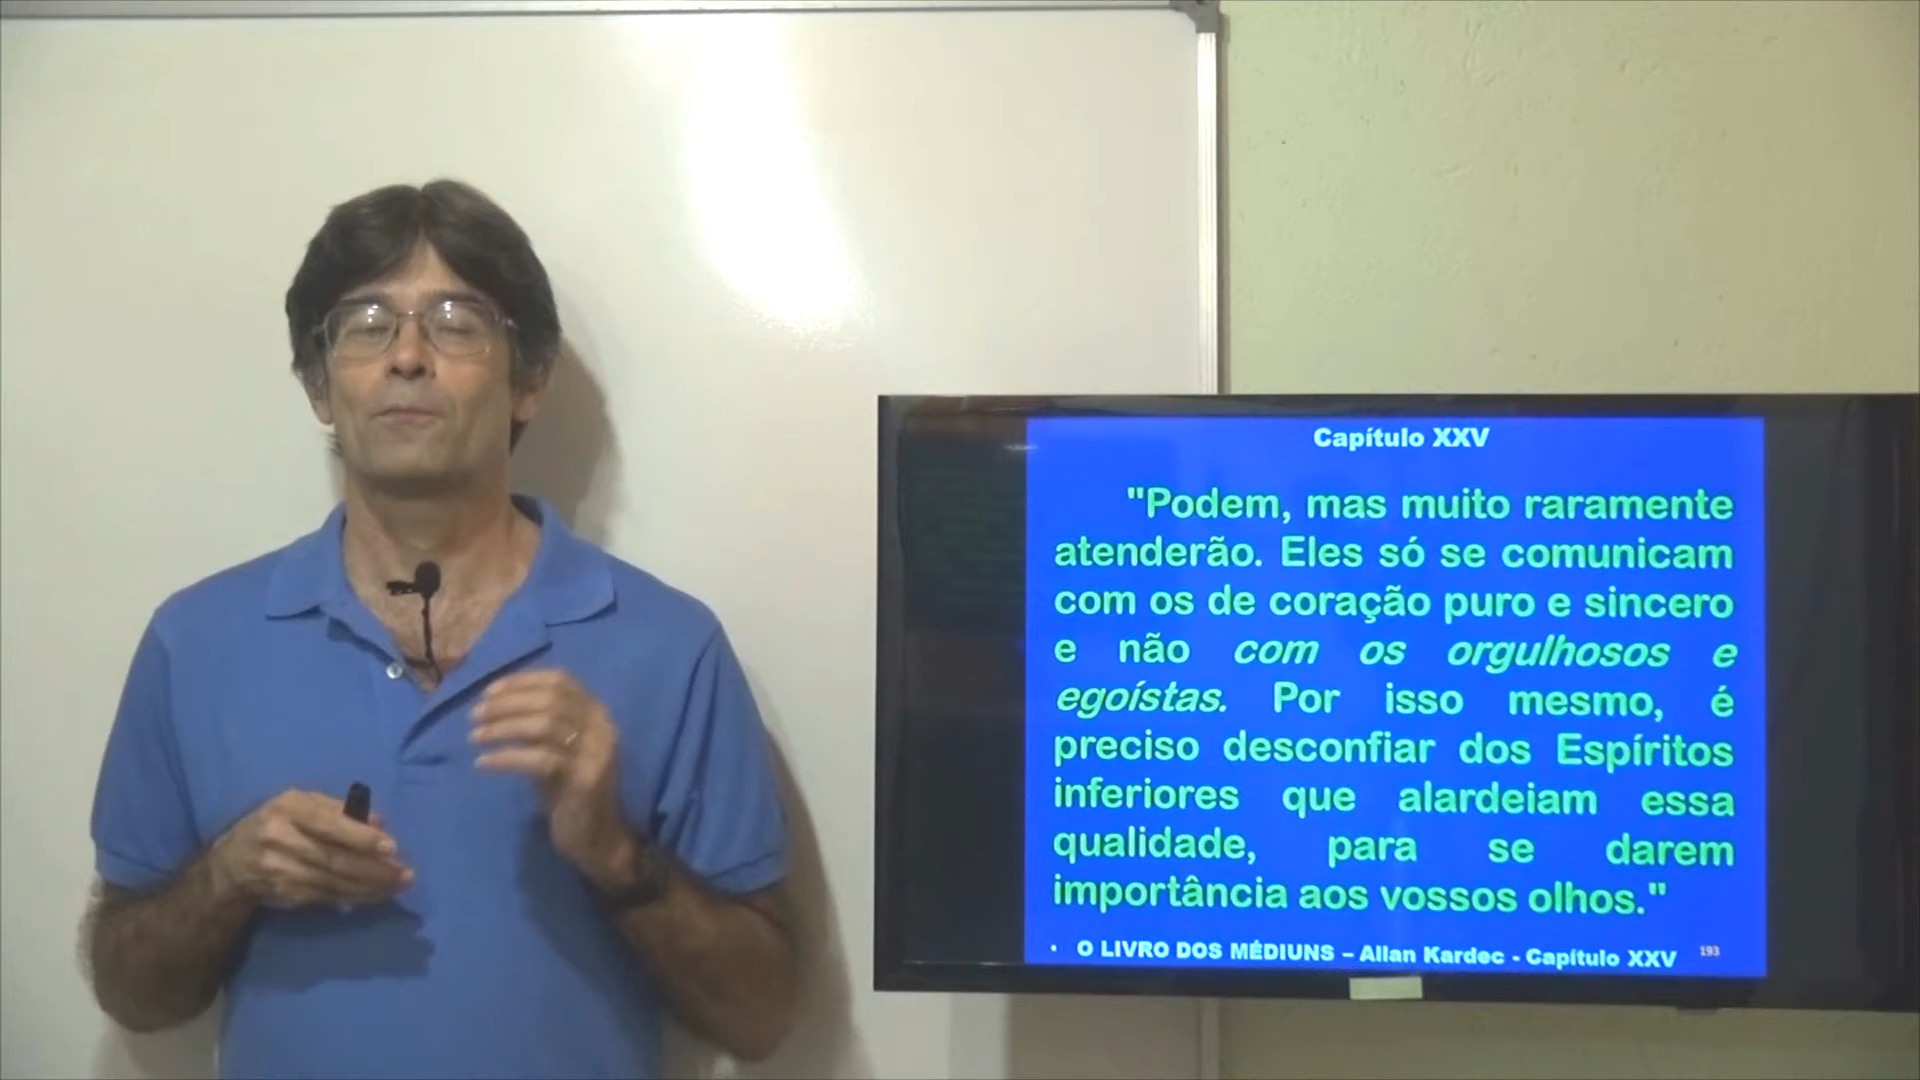 Capítulo XXV
"Podem, mas muito raramente
atenderão. Eles só se comunicam
com os de coração puro e sincero
e não com os orgulhosos e
egoístas. Por isso mesmo, é
preciso desconfiar dos Espíritos
inferiores que alardeiam essa
qualidade, para se darem
importância aos vossos olhos."
• O LIVRO DOS MÉDIUNS – Allan Kardec - Capítulo XXV 193